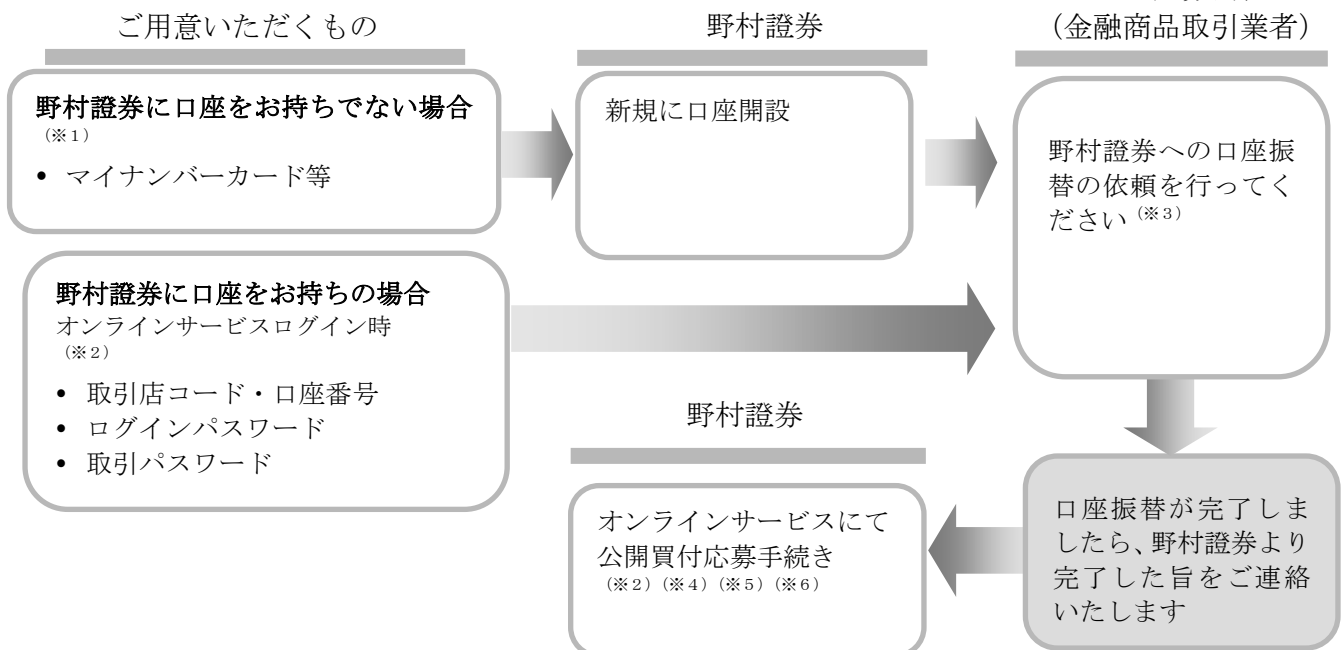 ご用意いただくもの
野村證券
(金融商品取引業者)
野村證券に口座をお持ちでない場合
(※1)
• マイナンバーカード等
新規に口座開設
野村證券への口座振
替の依頼を行ってく
ださい(※3)
野村證券に口座をお持ちの場合
オンラインサービスログイン時
(※2)
• 取引店コード・口座番号
• ログインパスワード
• 取引パスワード
口座振替が完了しま
したら、野村證券より
完了した旨をご連絡
いたします
野村證券
オンラインサービスにて
公開買付応募手続き
(※2)(※4)(※5)(※6)